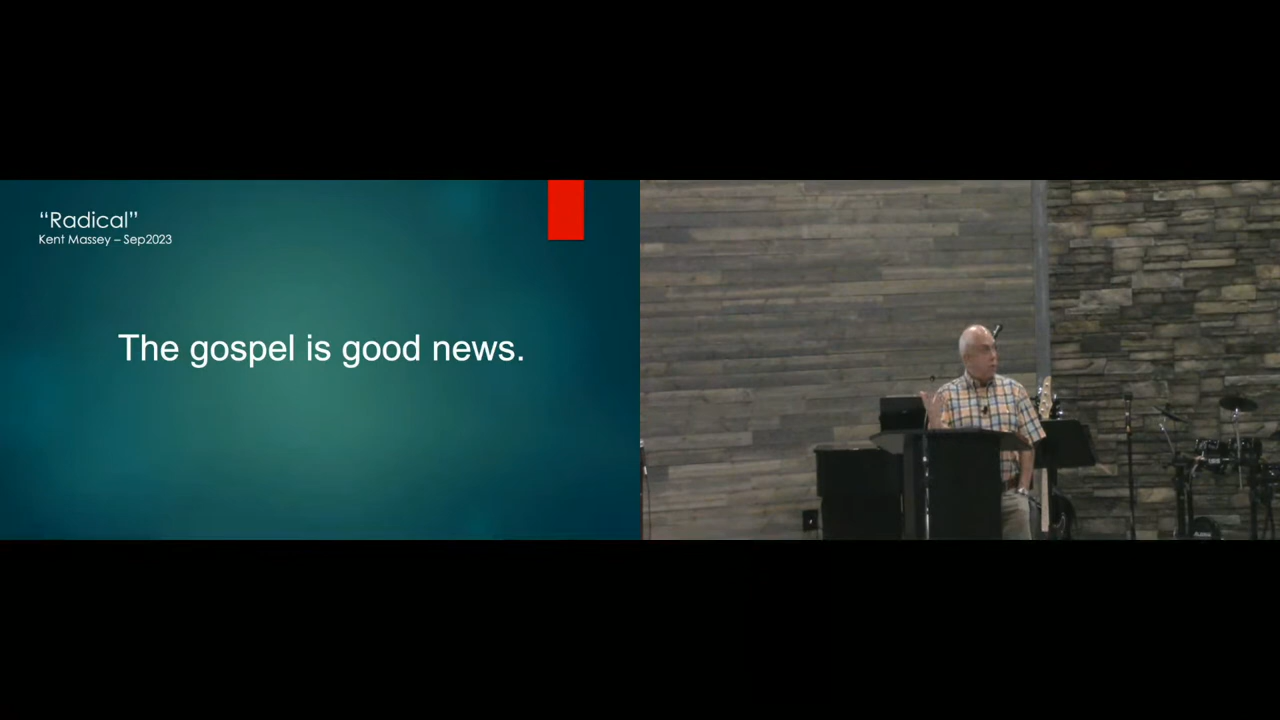 “Radical”
Kent Massey – Sep2023
The gospel is good news.